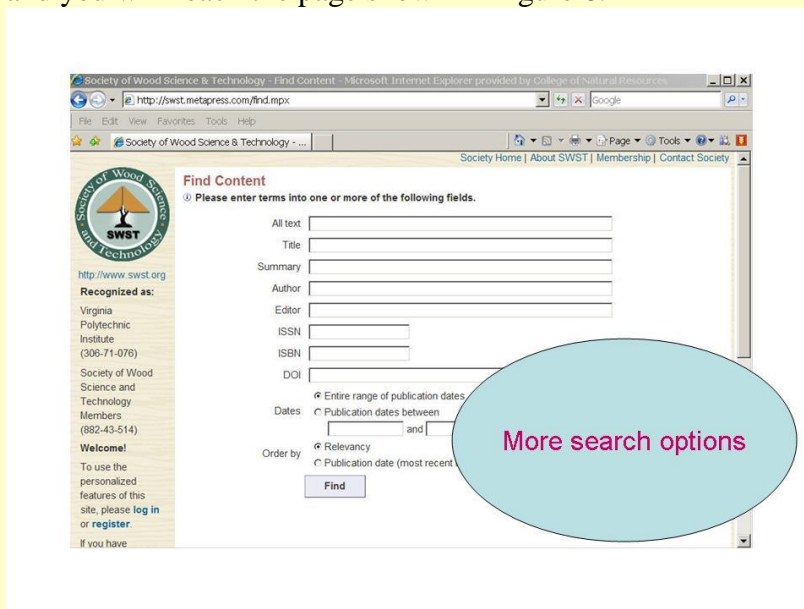 Society of Wood Science & Technology - Find Content - Microsoft Internet Explorer provided by College of Natural Resources
http://swst.metapress.com/find.mpx
Google
File Edit View Favorites Tools Help
Society of Wood Science & Technology - ...
Page Tools
Society Home | About SWST | Membership | Contact Society
Society of Wood Science and Technology
SWST
http://www.swst.org
Recognized as:
Virginia
Polytechnic
Institute
(306-71-076)
Society of Wood
Science and
Technology
Members
(882-43-514)
Welcome!
To use the
personalized
features of this
site, please log in
or register.
If you have
Find Content
Please enter terms into one or more of the following fields.
All text
Title
Summary
Author
Editor
ISSN
ISBN
DOI
Dates
Entire range of publication dates
Publication dates between
and
Order by
Relevancy
Publication date (most recent
Find
More search options